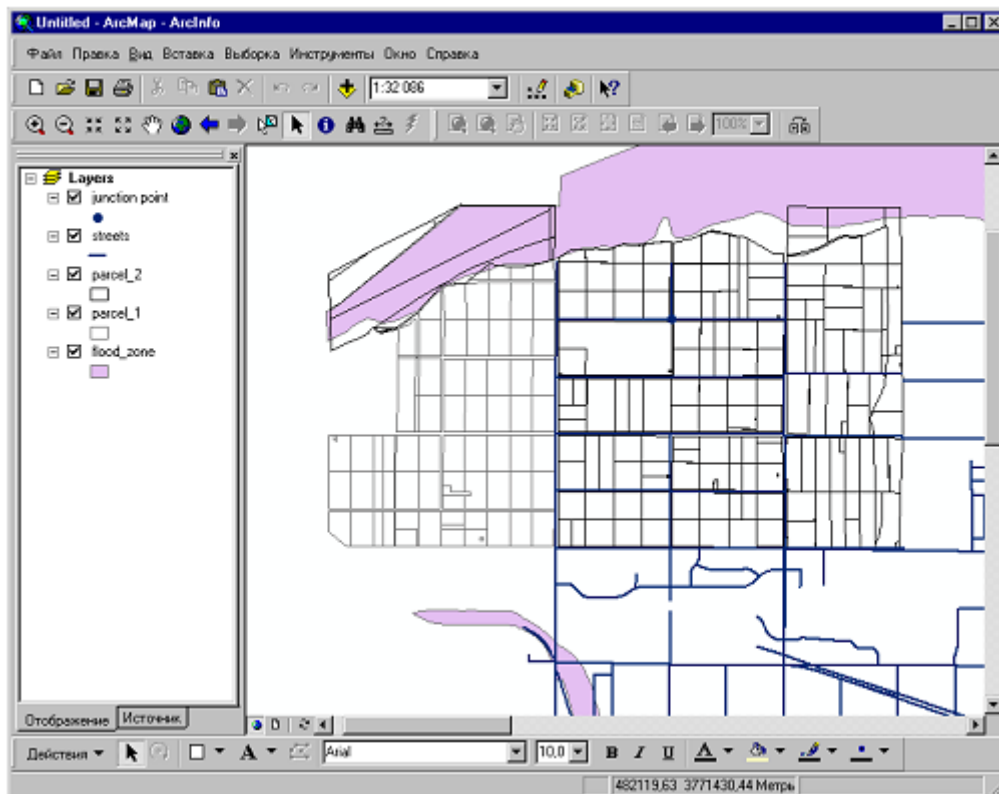 Untitled - ArcMap - ArcInfo
Файл Правка Вид Вставка Выборка Инструменты Окно Справка
1:32 086
100%
Layers
junction point
streets
parcel_2
parcel_1
flood_zone
Отображение Источник
Действия A Arial 10,0 B I U A
482119,63 3771430,44 Метры